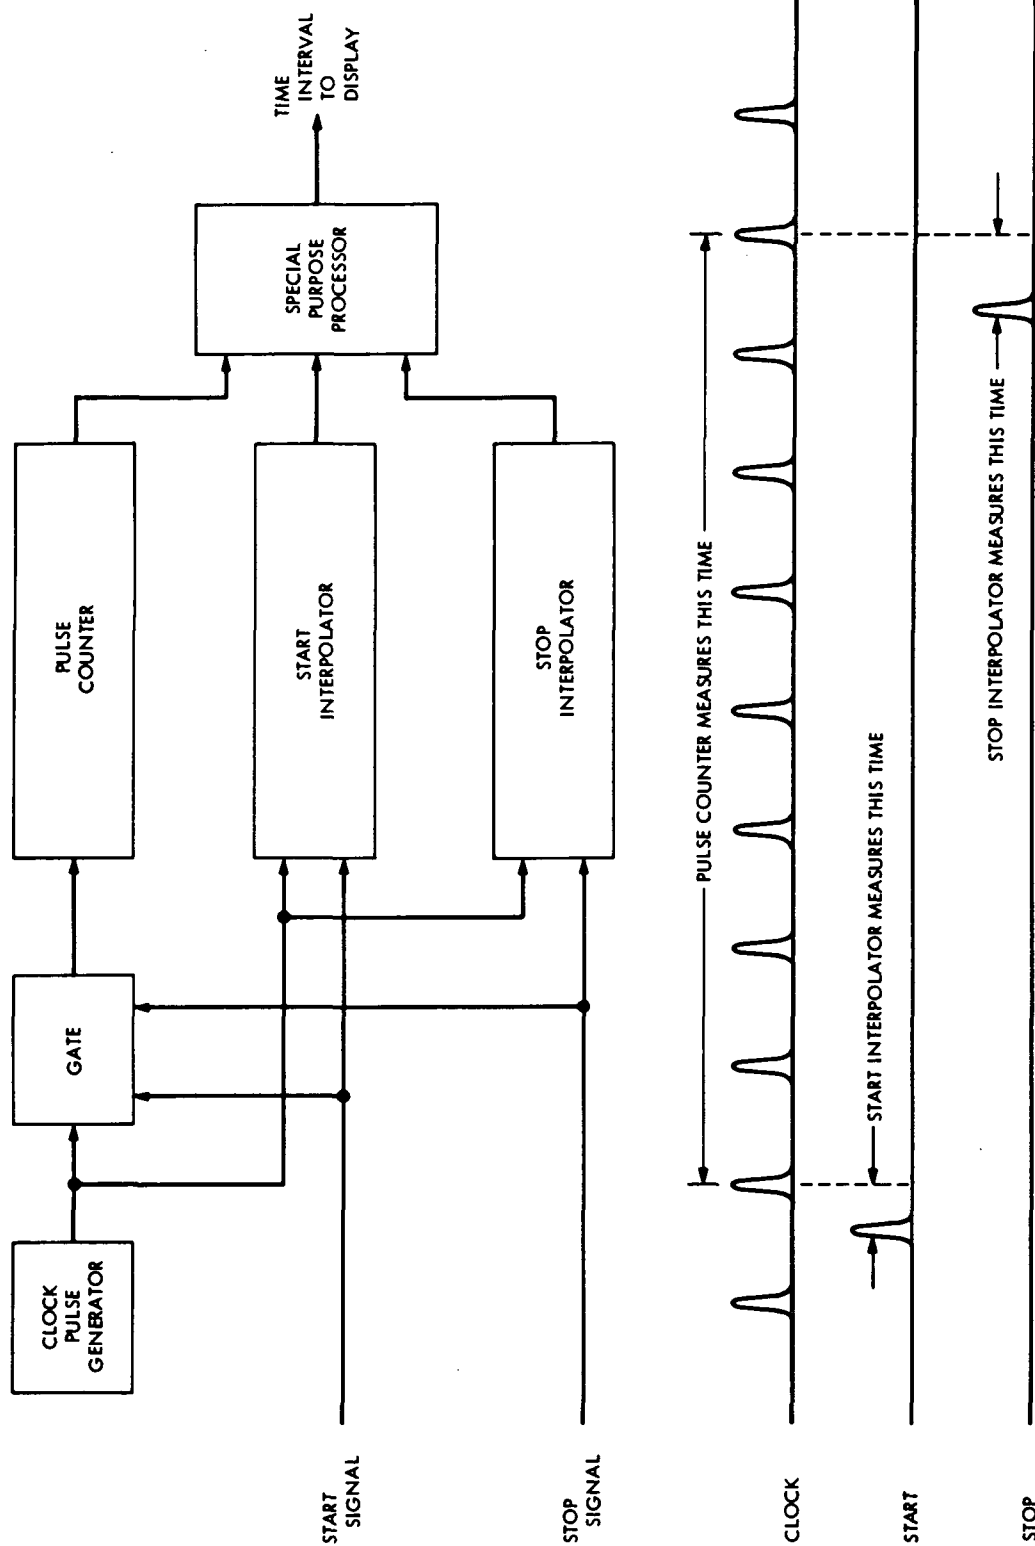 CLOCK
PULSE
GENERATOR
GATE
PULSE
COUNTER
START
INTERPOLATOR
STOP
INTERPOLATOR
SPECIAL
PURPOSE
PROCESSOR
TIME
INTERVAL
TO
DISPLAY
START
SIGNAL
STOP
SIGNAL
PULSE COUNTER MEASURES THIS TIME
CLOCK
START INTERPOLATOR MEASURES THIS TIME
START
STOP INTERPOLATOR MEASURES THIS TIME
STOP